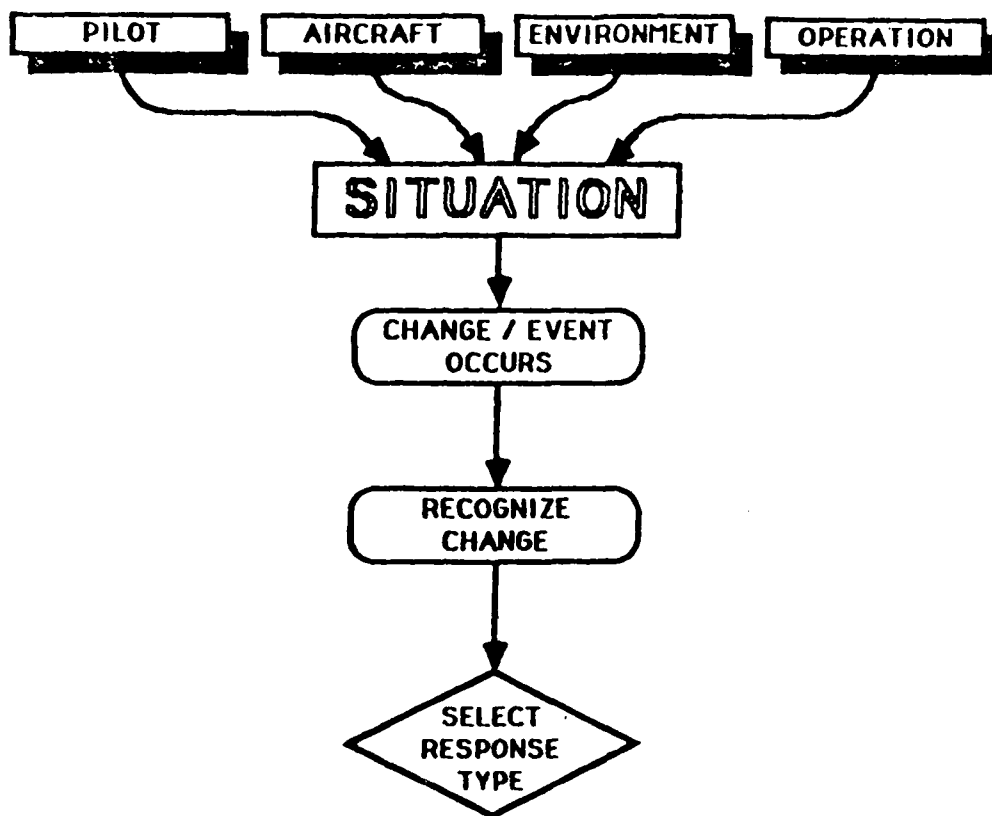 PILOT
AIRCRAFT
ENVIRONMENT
OPERATION
SITUATION
CHANGE / EVENT
OCCURS
RECOGNIZE
CHANGE
SELECT
RESPONSE
TYPE